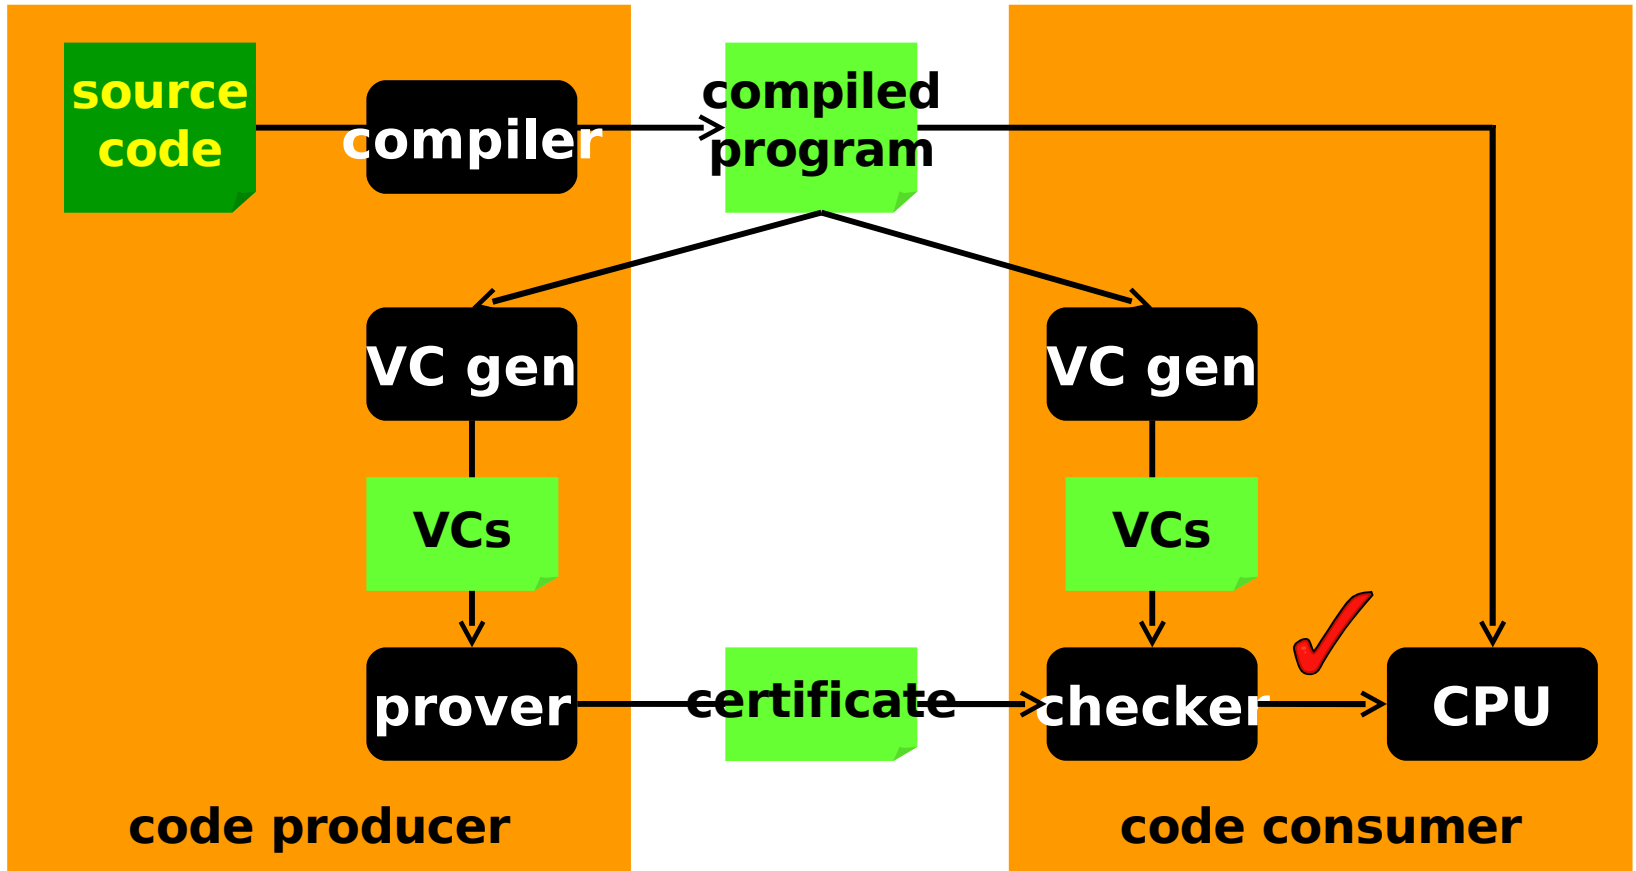 source
code
compiler
compiled
program
VC gen
VC gen
VCs
VCs
prover
certificate
checker
CPU
code producer
code consumer